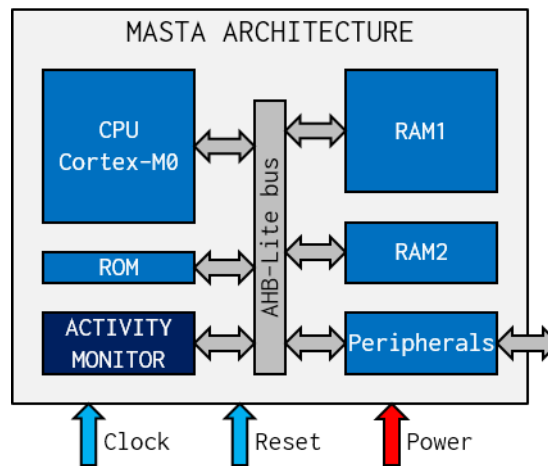 MASTA ARCHITECTURE
CPU
Cortex-M0
RAM1
AHB-Lite bus
ROM
RAM2
ACTIVITY
MONITOR
Peripherals
Clock
Reset
Power